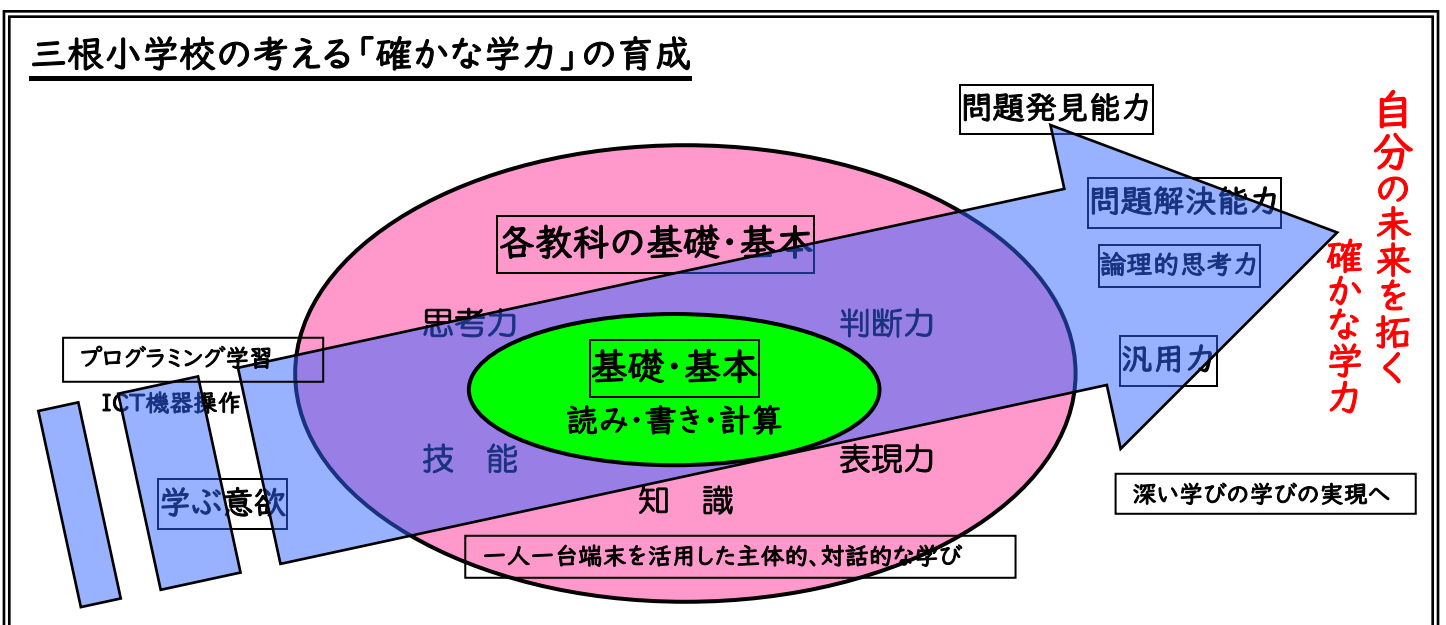 三根小学校の考える「確かな学力」の育成
問題発見能力
自分の未来を拓く
確かな学力
問題解決能力
各教科の基礎・基本
論理的思考力
思考力
判断力
プログラミング学習
基礎・基本
汎用力
ICT機器操作
読み・書き・計算
技　能
表現力
学ぶ意欲
知　識
深い学びの学びの実現へ
一人一台端末を活用した主体的、対話的な学び